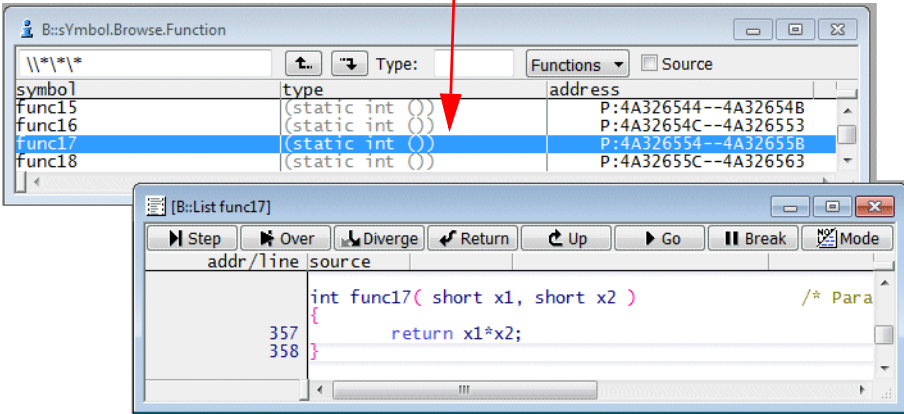 B::sYmbol.Browse.Function
\\*\*\* Type: Functions Source
symbol type address
func15 (static int ()) P:4A326544--4A32654B
func16 (static int ()) P:4A32654C--4A326553
func17 (static int ()) P:4A326554--4A32655B
func18 (static int ()) P:4A32655C--4A326563
[B::List func17]
Step Over Diverge Return Up Go Break Mode
addr/line source
int func17( short x1, short x2 ) /* Para
{
357 return x1*x2;
358 }